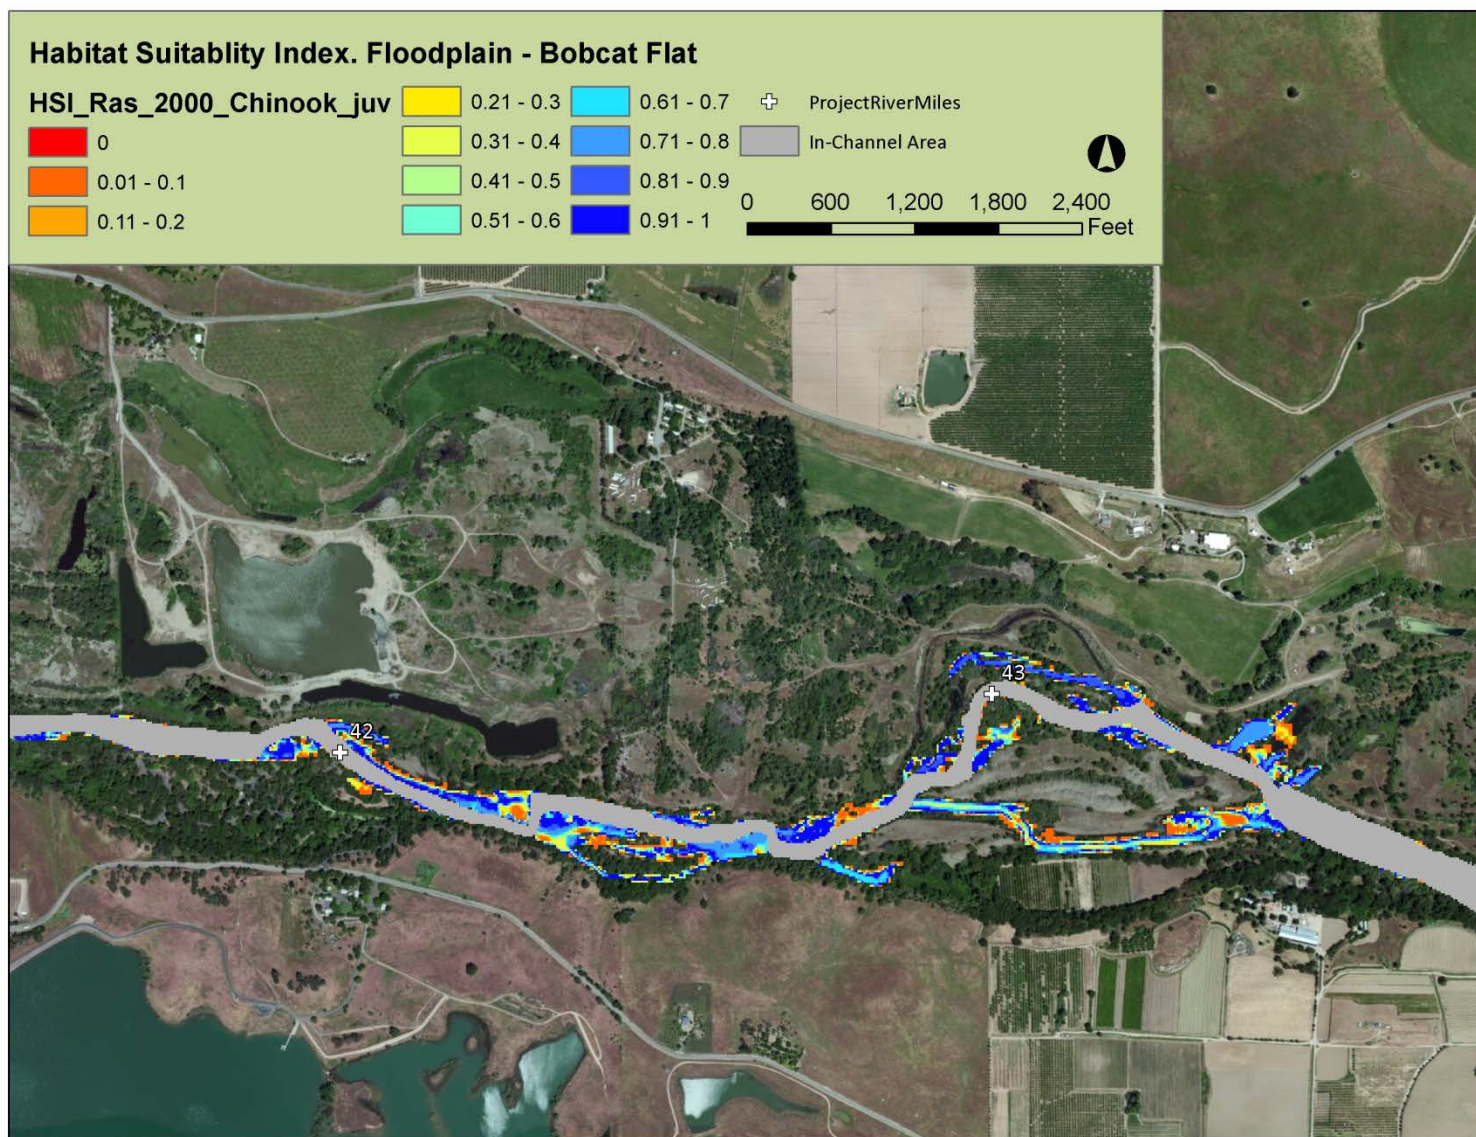 Habitat Suitablity Index. Floodplain - Bobcat Flat
HSI_Ras_2000_Chinook_juv
0
0.01 - 0.1
0.11 - 0.2
0.21 - 0.3
0.31 - 0.4
0.41 - 0.5
0.51 - 0.6
0.61 - 0.7
0.71 - 0.8
0.81 - 0.9
0.91 - 1
ProjectRiverMiles
In-Channel Area
0 600 1,200 1,800 2,400
Feet
43
42